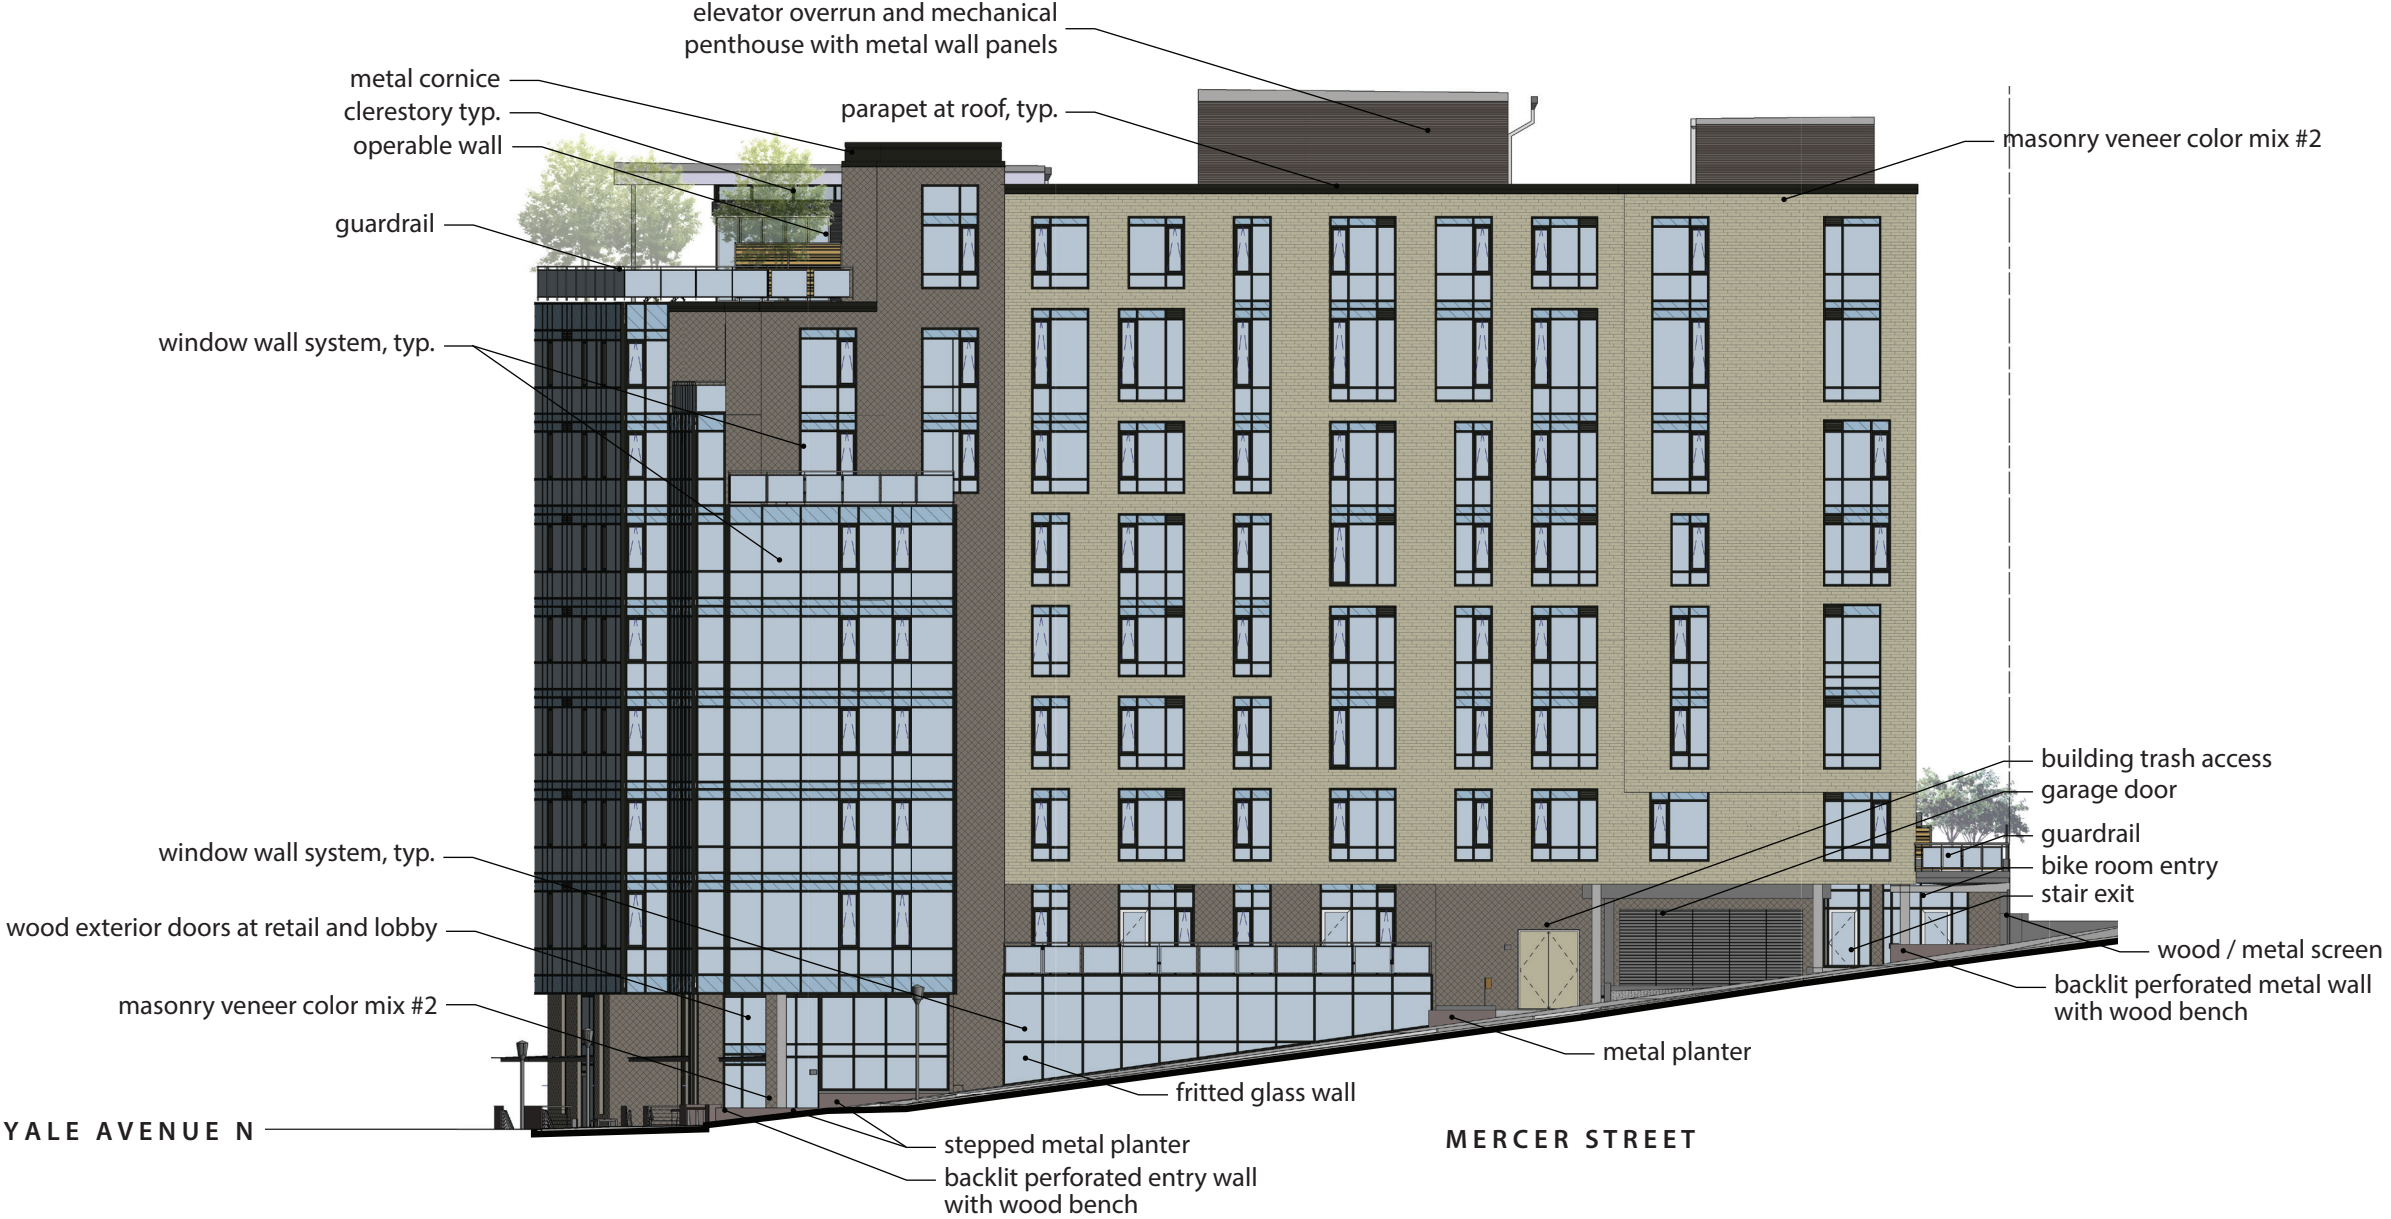 elevator overrun and mechanical
penthouse with metal wall panels
metal cornice
clerestory typ.
operable wall
parapet at roof, typ.
masonry veneer color mix #2
guardrail
window wall system, typ.
building trash access
garage door
guardrail
bike room entry
stair exit
window wall system, typ.
wood exterior doors at retail and lobby
wood / metal screen
backlit perforated metal wall
with wood bench
masonry veneer color mix #2
metal planter
fritted glass wall
YALE AVENUE N
MERCER STREET
stepped metal planter
backlit perforated entry wall
with wood bench